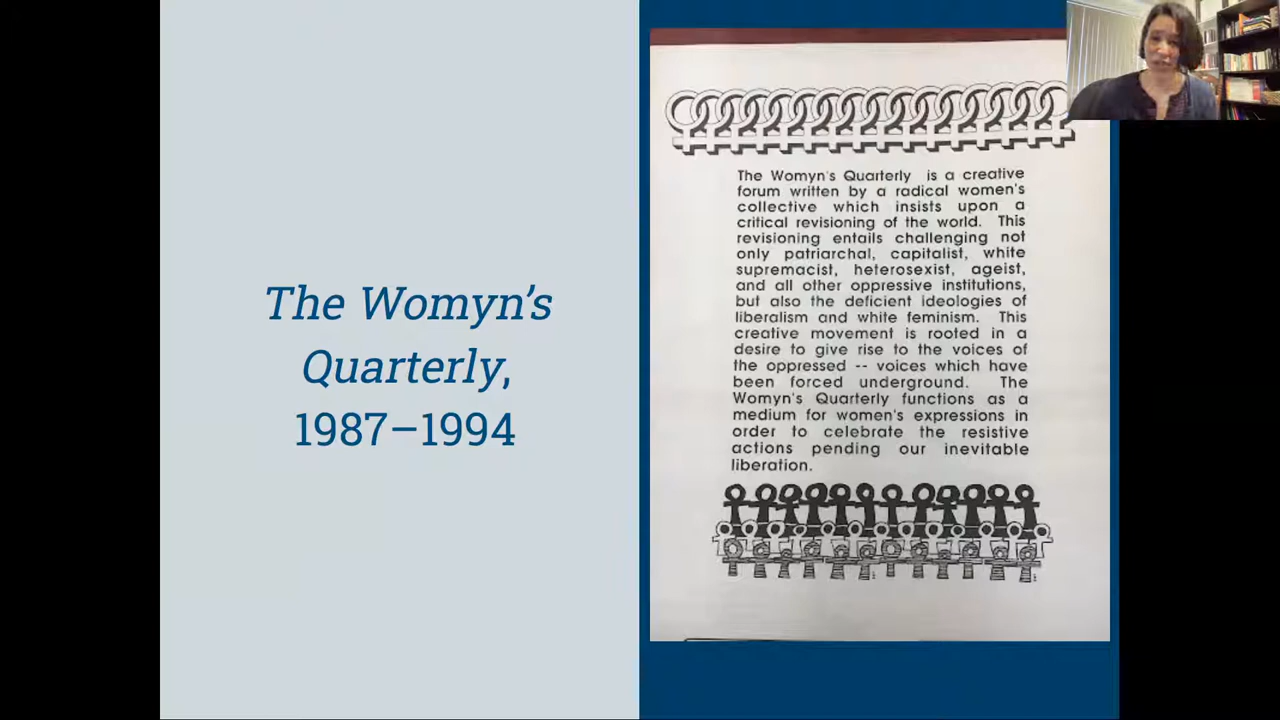 The Womyn's
Quarterly,
1987–1994
The Womyn's Quarterly is a creative
forum written by a radical women's
collective which insists upon a
critical revisioning of the world. This
revisioning entails challenging not
only patriarchal, capitalist, white
supremacist, heterosexist, ageist,
and all other oppressive institutions,
but also the deficient ideologies of
liberalism and white feminism. This
creative movement is rooted in a
desire to give rise to the voices of
the oppressed -- voices which have
been forced underground. The
Womyn's Quarterly functions as a
medium for women's expressions in
order to celebrate the resistive
actions pending our inevitable
liberation.